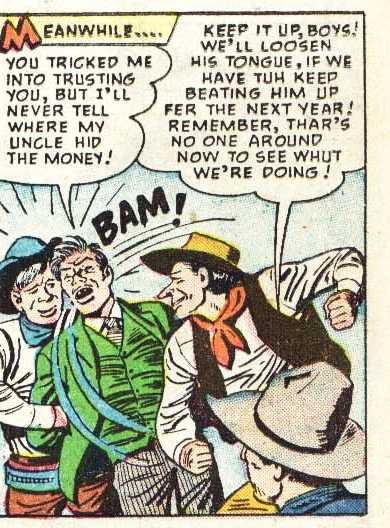 MEANWHILE.....
YOU TRICKED ME
INTO TRUSTING
YOU, BUT I'LL
NEVER TELL
WHERE MY
UNCLE HID
THE MONEY!
KEEP IT UP, BOYS!
WE'LL LOOSEN
HIS TONGUE, IF WE
HAVE TUH KEEP
BEATING HIM UP
FER THE NEXT YEAR!
REMEMBER, THAR'S
NO ONE AROUND
NOW TO SEE WHUT
WE'RE DOING!
BAM!